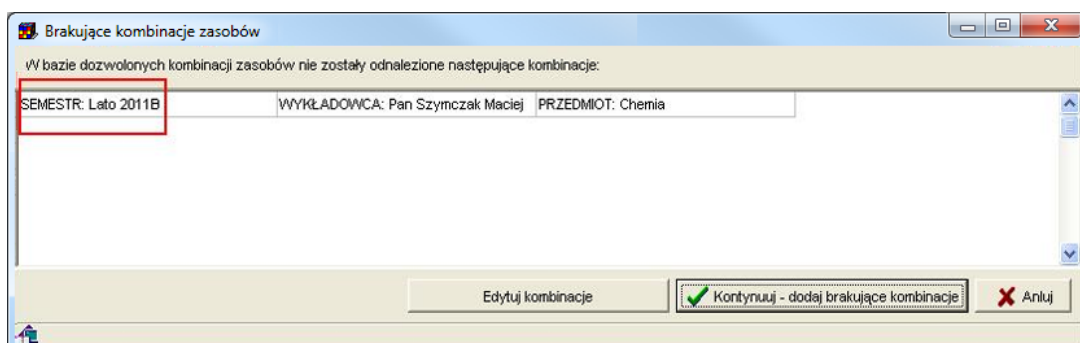 Brakujące kombinacje zasobów
W bazie dozwolonych kombinacji zasobów nie zostały odnalezione następujące kombinacje:
SEMESTR: Lato 2011B WYKŁADOWCA: Pan Szymczak Maciej PRZEDMIOT: Chemia
Edytuj kombinacje Kontynuuj - dodaj brakujące kombinacje Anluj